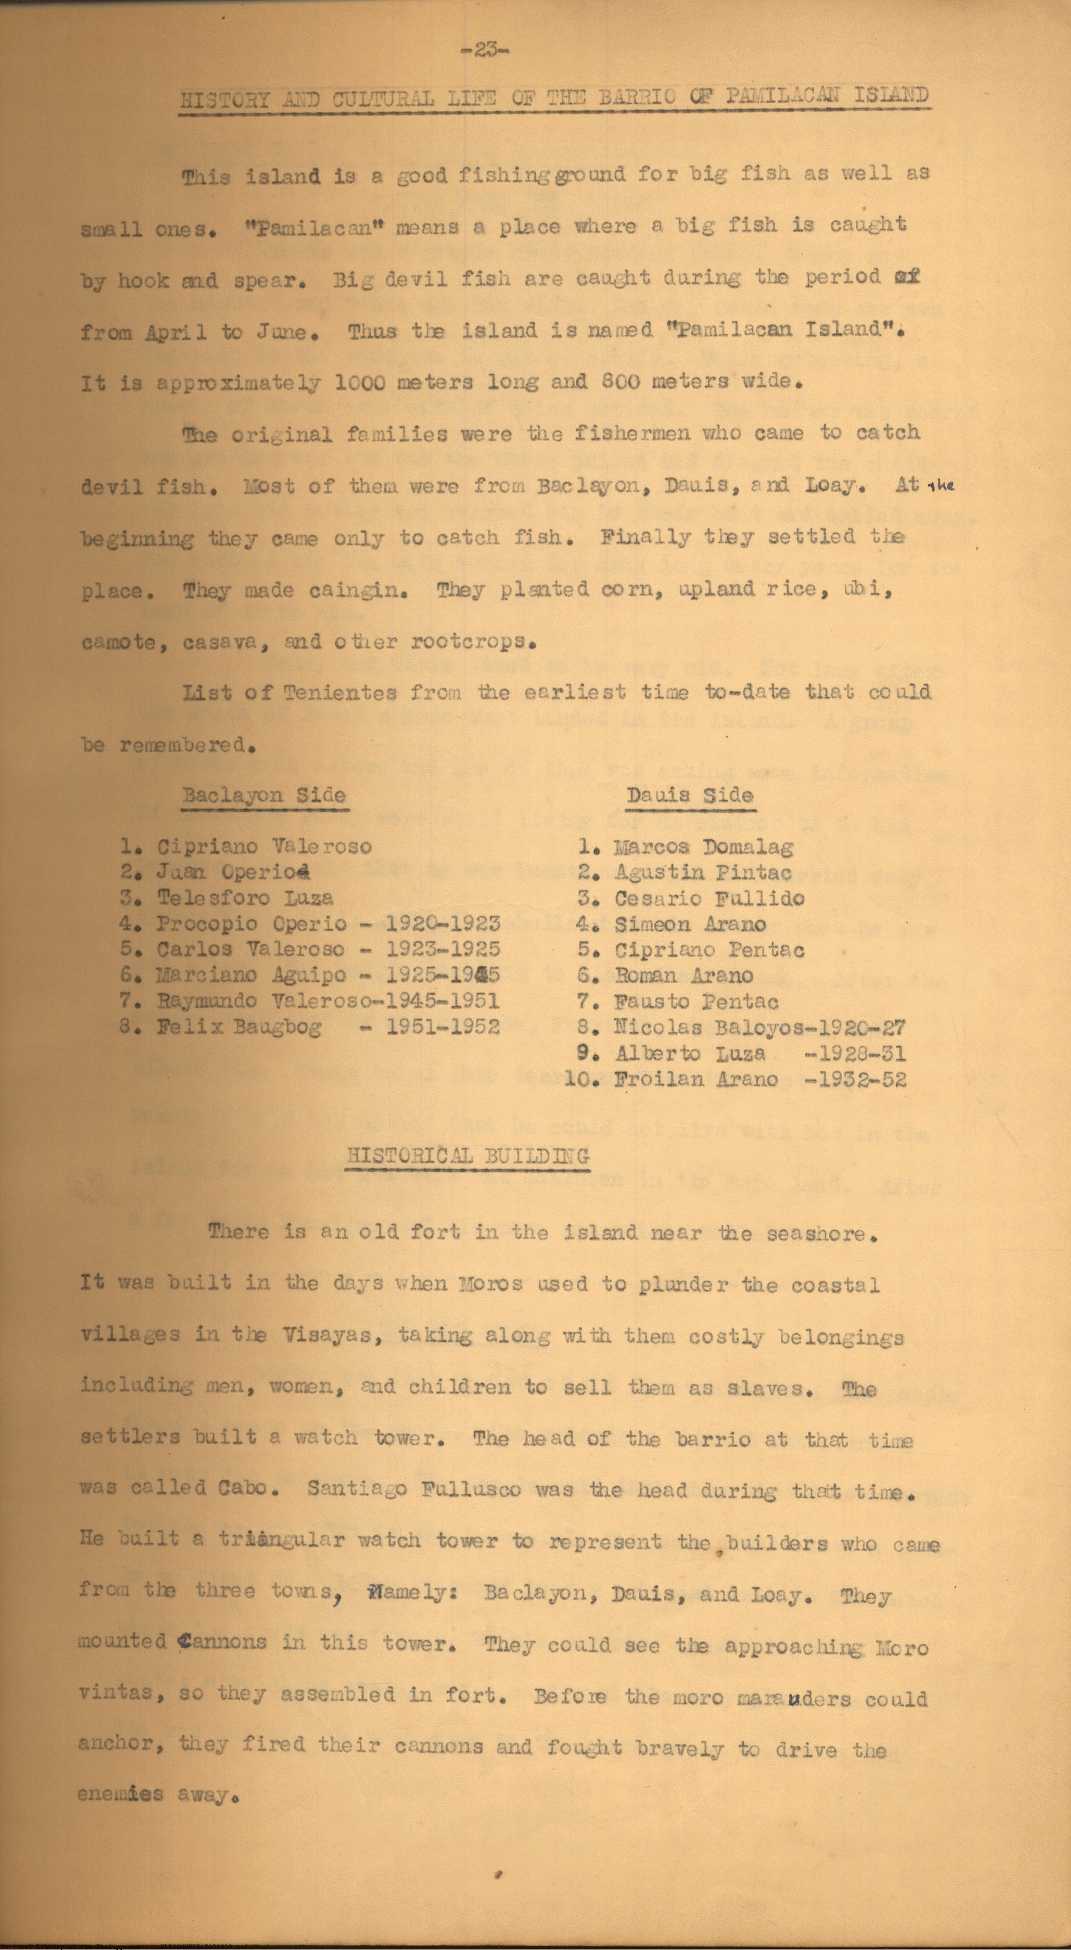 -23-
HISTORY AND CULTURAL LIFE OF THE BARRIO OF PAMILACAN ISLAND
This island is a good fishing ground for big fish as well as
small ones. "Pamilacan" means a place where a big fish is caught
by hook and spear. Big devil fish are caught during the period of
from April to June. Thus the island is named "Pamilacan Island".
It is approximately 1000 meters long and 800 meters wide.
The original families were the fishermen who came to catch
devil fish. Most of them were from Baclayon, Dauis, and Loay. At the
beginning they came only to catch fish. Finally they settled the
place. They made caingin. They planted corn, upland rice, ubi,
camote, casava, and other rootcrops.
List of Tenientes from the earliest time to-date that could
be remembered.
Baclayon Side
1. Cipriano Valeroso
2. Juan Operiod
3. Telesforo Luza
4. Procopio Operio - 1920-1923
5. Carlos Valeroso - 1923-1925
6. Marciano Aguipo - 1925-1945
7. Raymundo Valeroso-1945-1951
8. Felix Baugbog - 1951-1952
Dauis Side
1. Marcos Domalag
2. Agustin Pintac
3. Cesario Fullido
4. Simeon Arano
5. Cipriano Pentac
6. Roman Arano
7. Fausto Pentac
8. Nicolas Baloyos-1920-27
9. Alberto Luza -1928-31
10. Froilan Arano -1932-52
HISTORICAL BUILDING
There is an old fort in the island near the seashore.
It was built in the days when Moros used to plunder the coastal
villages in the Visayas, taking along with them costly belongings
including men, women, and children to sell them as slaves. The
settlers built a watch tower. The head of the barrio at that time
was called Cabo. Santiago Fullusco was the head during that time.
He built a triangular watch tower to represent the builders who came
from the three towns, Namely: Baclayon, Dauis, and Loay. They
mounted Cannons in this tower. They could see the approaching Moro
vintas, so they assembled in fort. Before the moro marauders could
anchor, they fired their cannons and fought bravely to drive the
enemies away.